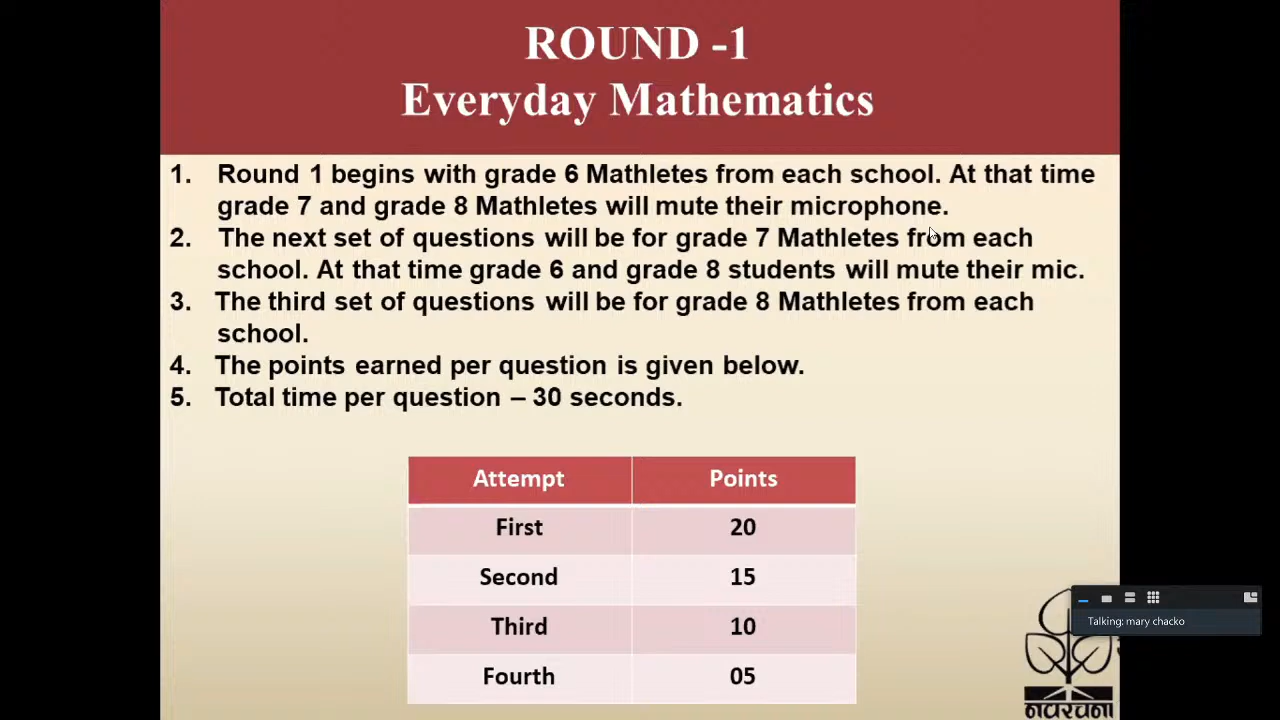 ROUND -1
Everyday Mathematics
1. Round 1 begins with grade 6 Mathletes from each school. At that time
grade 7 and grade 8 Mathletes will mute their microphone.
2. The next set of questions will be for grade 7 Mathletes from each
school. At that time grade 6 and grade 8 students will mute their mic.
3. The third set of questions will be for grade 8 Mathletes from each
school.
4. The points earned per question is given below.
5. Total time per question – 30 seconds.
Attempt Points
First 20
Second 15
Third 10
Fourth 05
Talking: mary chacko
नवरचना